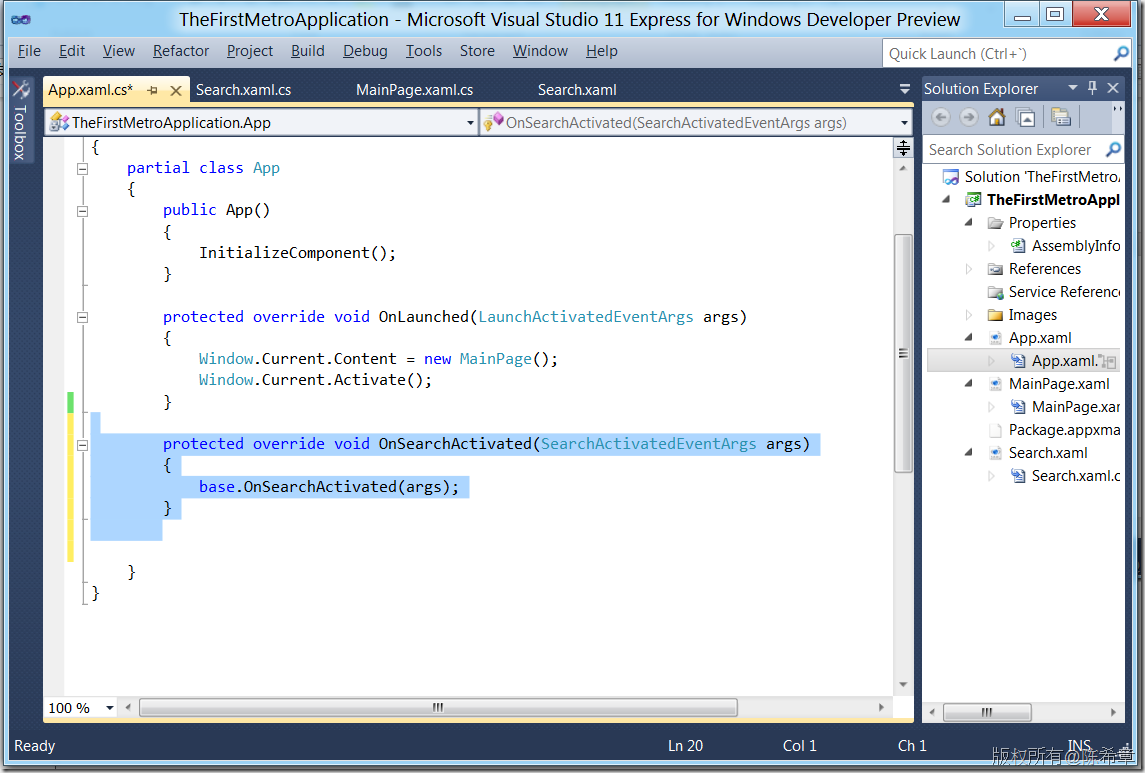 TheFirstMetroApplication - Microsoft Visual Studio 11 Express for Windows Developer Preview
File Edit View Refactor Project Build Debug Tools Store Window Help
Quick Launch (Ctrl+`)
Toolbox
App.xaml.cs* Search.xaml.cs MainPage.xaml.cs Search.xaml
TheFirstMetroApplication.App OnSearchActivated(SearchActivatedEventArgs args)
{
partial class App
{
public App()
{
InitializeComponent();
}
protected override void OnLaunched(LaunchActivatedEventArgs args)
{
Window.Current.Content = new MainPage();
Window.Current.Activate();
}
protected override void OnSearchActivated(SearchActivatedEventArgs args)
{
base.OnSearchActivated(args);
}
}
}
100 %
Solution Explorer
Search Solution Explorer
Solution 'TheFirstMetroA
TheFirstMetroAppl
Properties
AssemblyInfo
References
Service Reference
Images
App.xaml
App.xaml.
MainPage.xaml
MainPage.xar
Package.appxma
Search.xaml
Search.xaml.c
Ready Ln 20 Col 1 Ch 1 INS
版权所有@陈希章